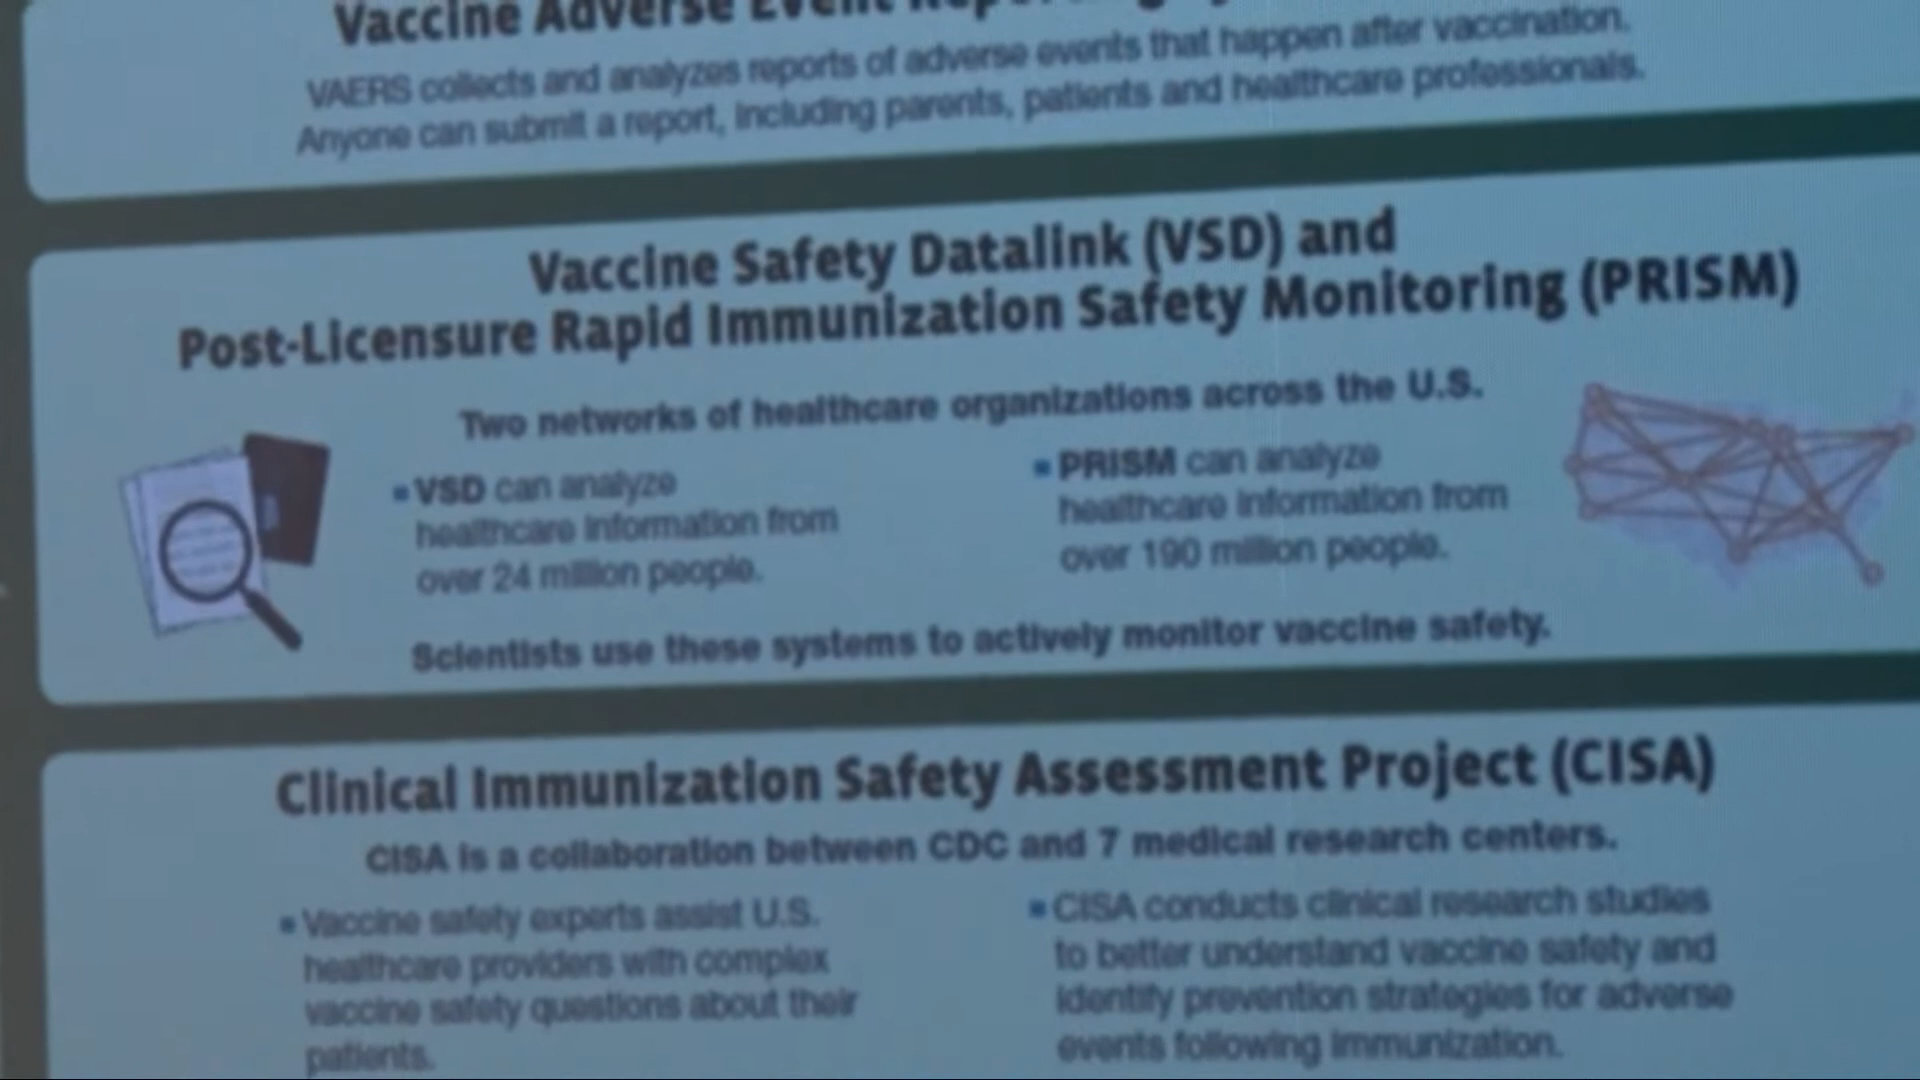 Vaccine Adverse Event
VAERS collects and analyzes reports of adverse events that happen after vaccination.
Anyone can submit a report, including parents, patients and healthcare professionals.
Vaccine Safety Datalink (VSD) and
Post-Licensure Rapid Immunization Safety Monitoring (PRISM)
Two networks of healthcare organizations across the U.S.
▪ VSD can analyze
healthcare information from
over 24 million people.
▪ PRISM can analyze
healthcare information from
over 190 million people.
Scientists use these systems to actively monitor vaccine safety.
Clinical Immunization Safety Assessment Project (CISA)
CISA is a collaboration between CDC and 7 medical research centers.
▪ Vaccine safety experts assist U.S.
healthcare providers with complex
vaccine safety questions about their
patients.
▪ CISA conducts clinical research studies
to better understand vaccine safety and
identify prevention strategies for adverse
events following immunization.